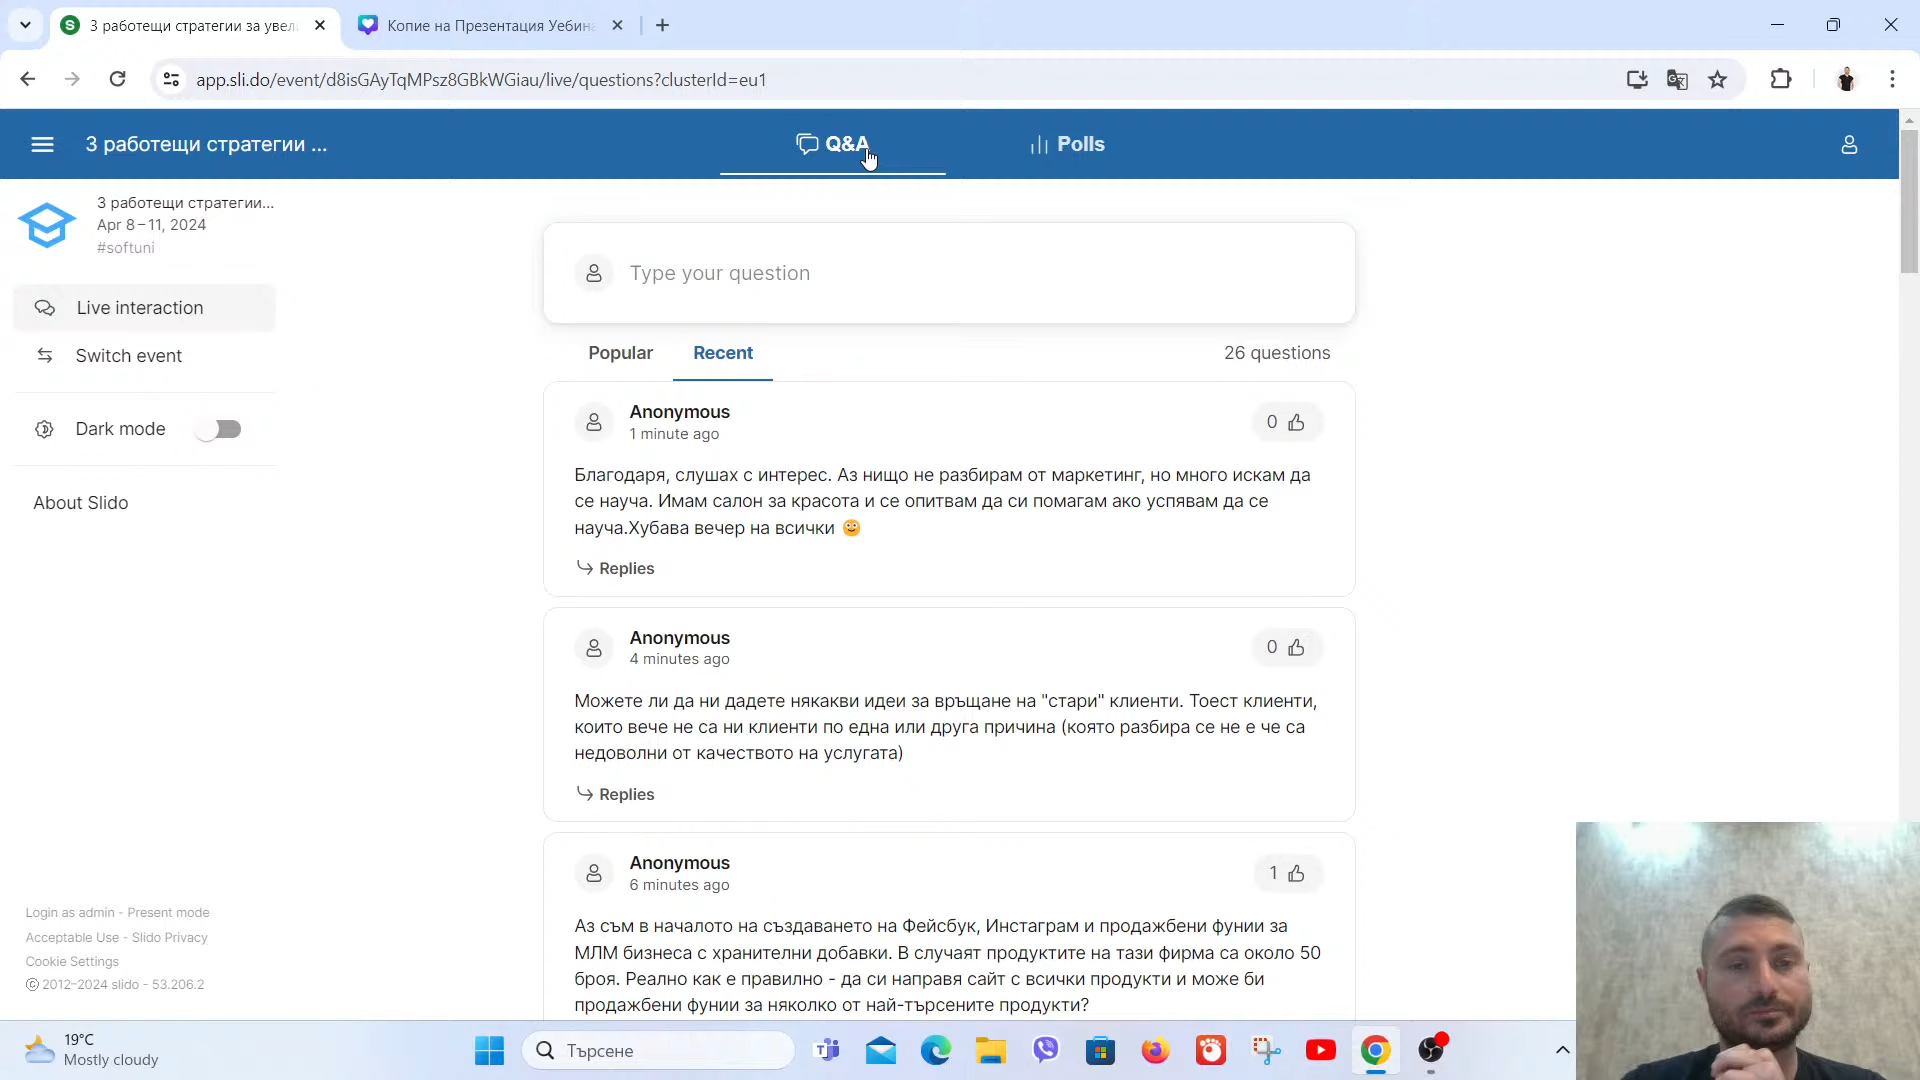 3 работещи стратегии за увел
Копие на Презентация Уебина
app.sli.do/event/d8isGAyTqMPsz8GBkWGiau/live/questions?clusterId=eu1
3 работещи стратегии ...
Q&A
Polls
3 работещи стратегии...
Apr 8–11, 2024
#softuni
Live interaction
Switch event
Dark mode
About Slido
Login as admin - Present mode
Acceptable Use - Slido Privacy
Cookie Settings
© 2012–2024 slido - 53.206.2
Type your question
Popular
Recent
26 questions
Anonymous
1 minute ago
0
Благодаря, слушах с интерес. Аз нищо не разбирам от маркетинг, но много искам да
се науча. Имам салон за красота и се опитвам да си помагам ако успявам да се
науча.Хубава вечер на всички
Replies
Anonymous
4 minutes ago
0
Можете ли да ни дадете някакви идеи за връщане на "стари" клиенти. Тоест клиенти,
които вече не са ни клиенти по една или друга причина (която разбира се не е че са
недоволни от качеството на услугата)
Replies
Anonymous
6 minutes ago
1
Аз съм в началото на създаването на Фейсбук, Инстаграм и продажбени фунии за
МЛМ бизнеса с хранителни добавки. В случаят продуктите на тази фирма са около 50
броя. Реално как е правилно - да си направя сайт с всички продукти и може би
продажбени фунии за няколко от най-търсените продукти?
19°C
Mostly cloudy
Търсене